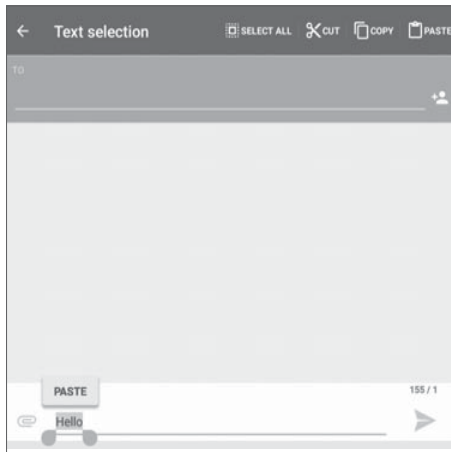 Text selection SELECT ALL CUT COPY PASTE
TO
PASTE
155 / 1
Hello